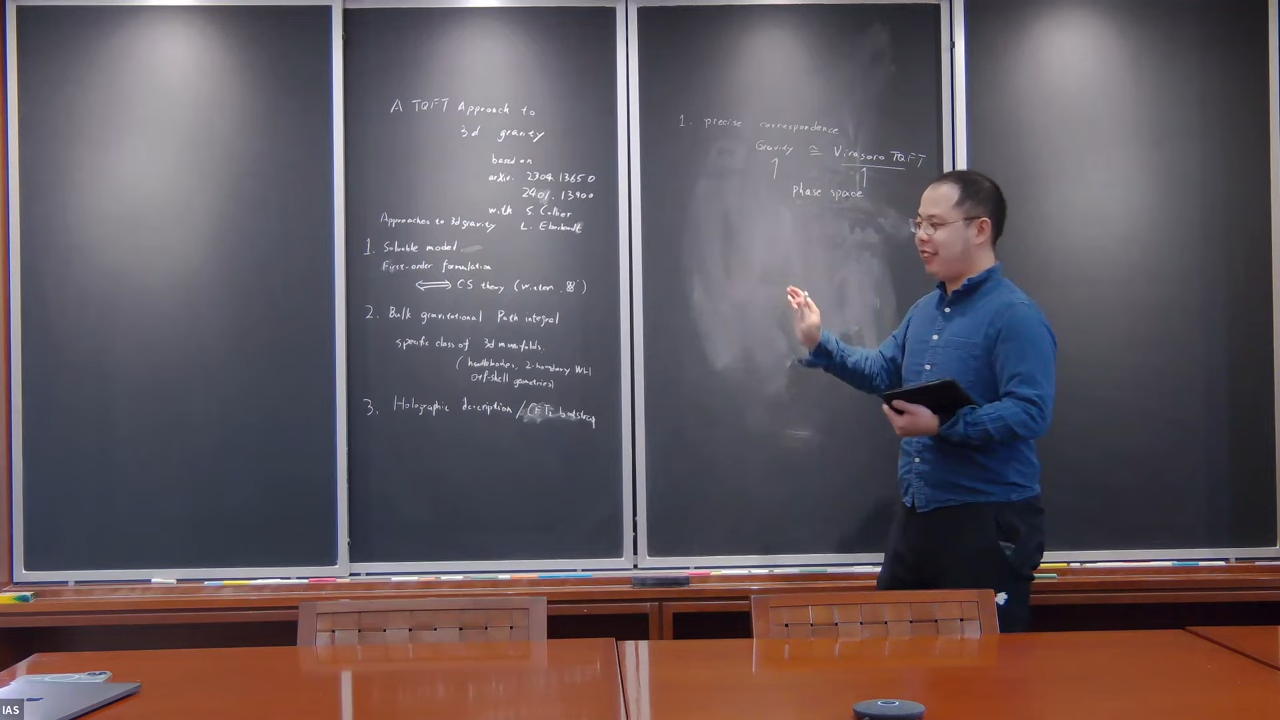 A TQFT Approach to
3d gravity
based on
arXiv. 2304.13650
2401.13900
with S. Collier
L. Eberhardt
Approaches to 3d gravity
1. Solvable model
First-order formulation
⟺ CS theory (Witten '88)
2. Bulk gravitational Path integral
specific class of 3d manifolds.
(handlebodies, 2-boundary WH
off-shell geometries)
3. Holographic description / CFT₂ bootstrap
1. precise correspondence
Gravity ≅ Virasoro TQFT
↑ ↑
phase space
IAS